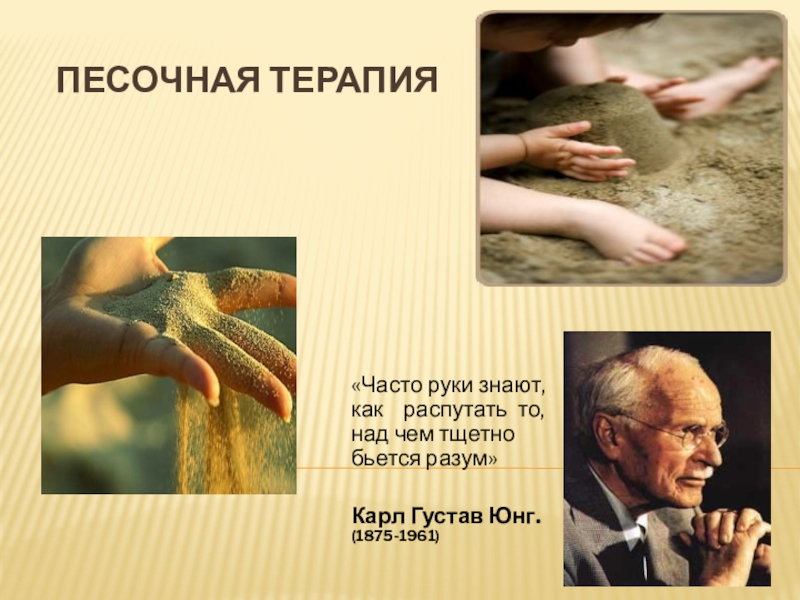 ПЕСОЧНАЯ ТЕРАПИЯ
«Часто руки знают,
как распутать то,
над чем тщетно
бьется разум»
Карл Густав Юнг.
(1875-1961)